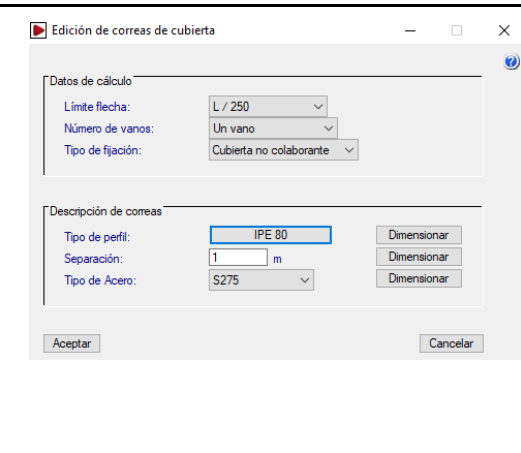 Edición de correas de cubierta
Datos de cálculo
Límite flecha: L / 250
Número de vanos: Un vano
Tipo de fijación: Cubierta no colaborante
Descripción de correas
Tipo de perfil: IPE 80 Dimensionar
Separación: 1 m Dimensionar
Tipo de Acero: S275 Dimensionar
Aceptar Cancelar